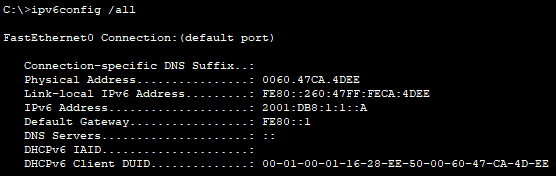 C:\>ipv6config /all
FastEthernet0 Connection:(default port)
Connection-specific DNS Suffix..:
Physical Address................: 0060.47CA.4DEE
Link-local IPv6 Address.........: FE80::260:47FF:FECA:4DEE
IPv6 Address....................: 2001:DB8:1:1::A
Default Gateway.................: FE80::1
DNS Servers.....................: ::
DHCPv6 IAID.....................:
DHCPv6 Client DUID..............: 00-01-00-01-16-28-EE-50-00-60-47-CA-4D-EE